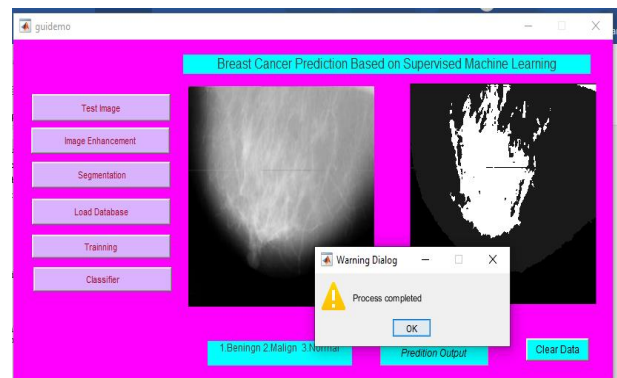 guidemo
Breast Cancer Prediction Based on Supervised Machine Learning
Test Image
Image Enhancement
Segmentation
Load Database
Trainning
Classifier
Warning Dialog
Process completed
OK
1.Beningn 2.Malign 3.Normal
Predition Output
Clear Data